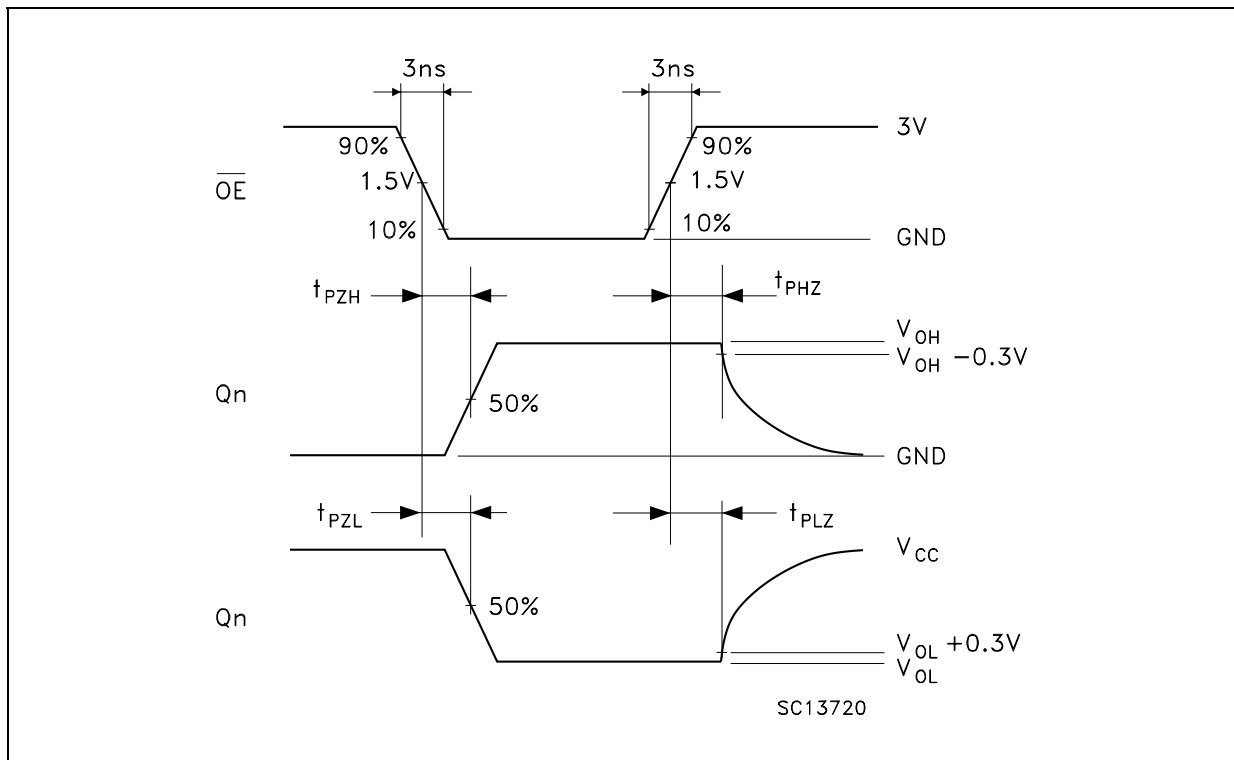 3ns 3ns
3V
90% 90%
OE 1.5V 1.5V
10% 10%
GND
tPZH tPHZ
VOH
VOH -0.3V
Qn 50%
GND
tPZL tPLZ
VCC
Qn 50%
VOL +0.3V
VOL
SC13720